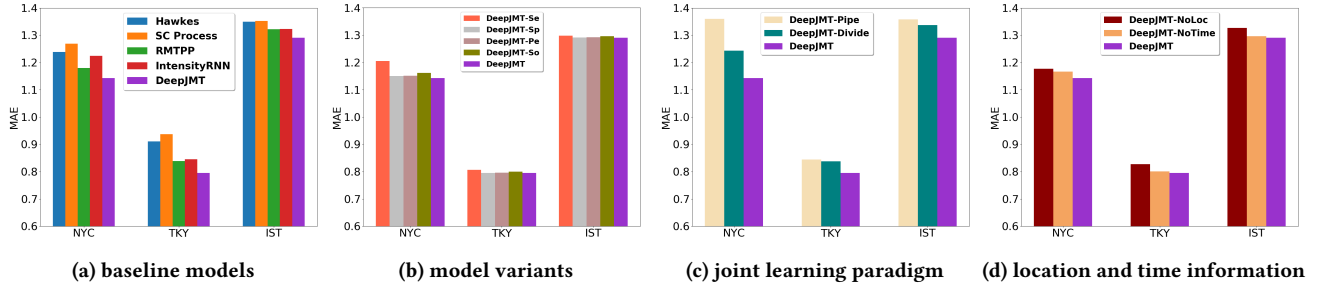 MAE
1.4
1.3
1.2
1.1
1.0
0.9
0.8
0.7
0.6
Hawkes
SC Process
RMTPP
IntensityRNN
DeepJMT
NYC TKY IST
(a) baseline models
MAE
1.4
1.3
1.2
1.1
1.0
0.9
0.8
0.7
0.6
DeepJMT-Se
DeepJMT-Sp
DeepJMT-Pe
DeepJMT-So
DeepJMT
NYC TKY IST
(b) model variants
MAE
1.4
1.3
1.2
1.1
1.0
0.9
0.8
0.7
0.6
DeepJMT-Pipe
DeepJMT-Divide
DeepJMT
NYC TKY IST
(c) joint learning paradigm
MAE
1.4
1.3
1.2
1.1
1.0
0.9
0.8
0.7
0.6
DeepJMT-NoLoc
DeepJMT-NoTime
DeepJMT
NYC TKY IST
(d) location and time information